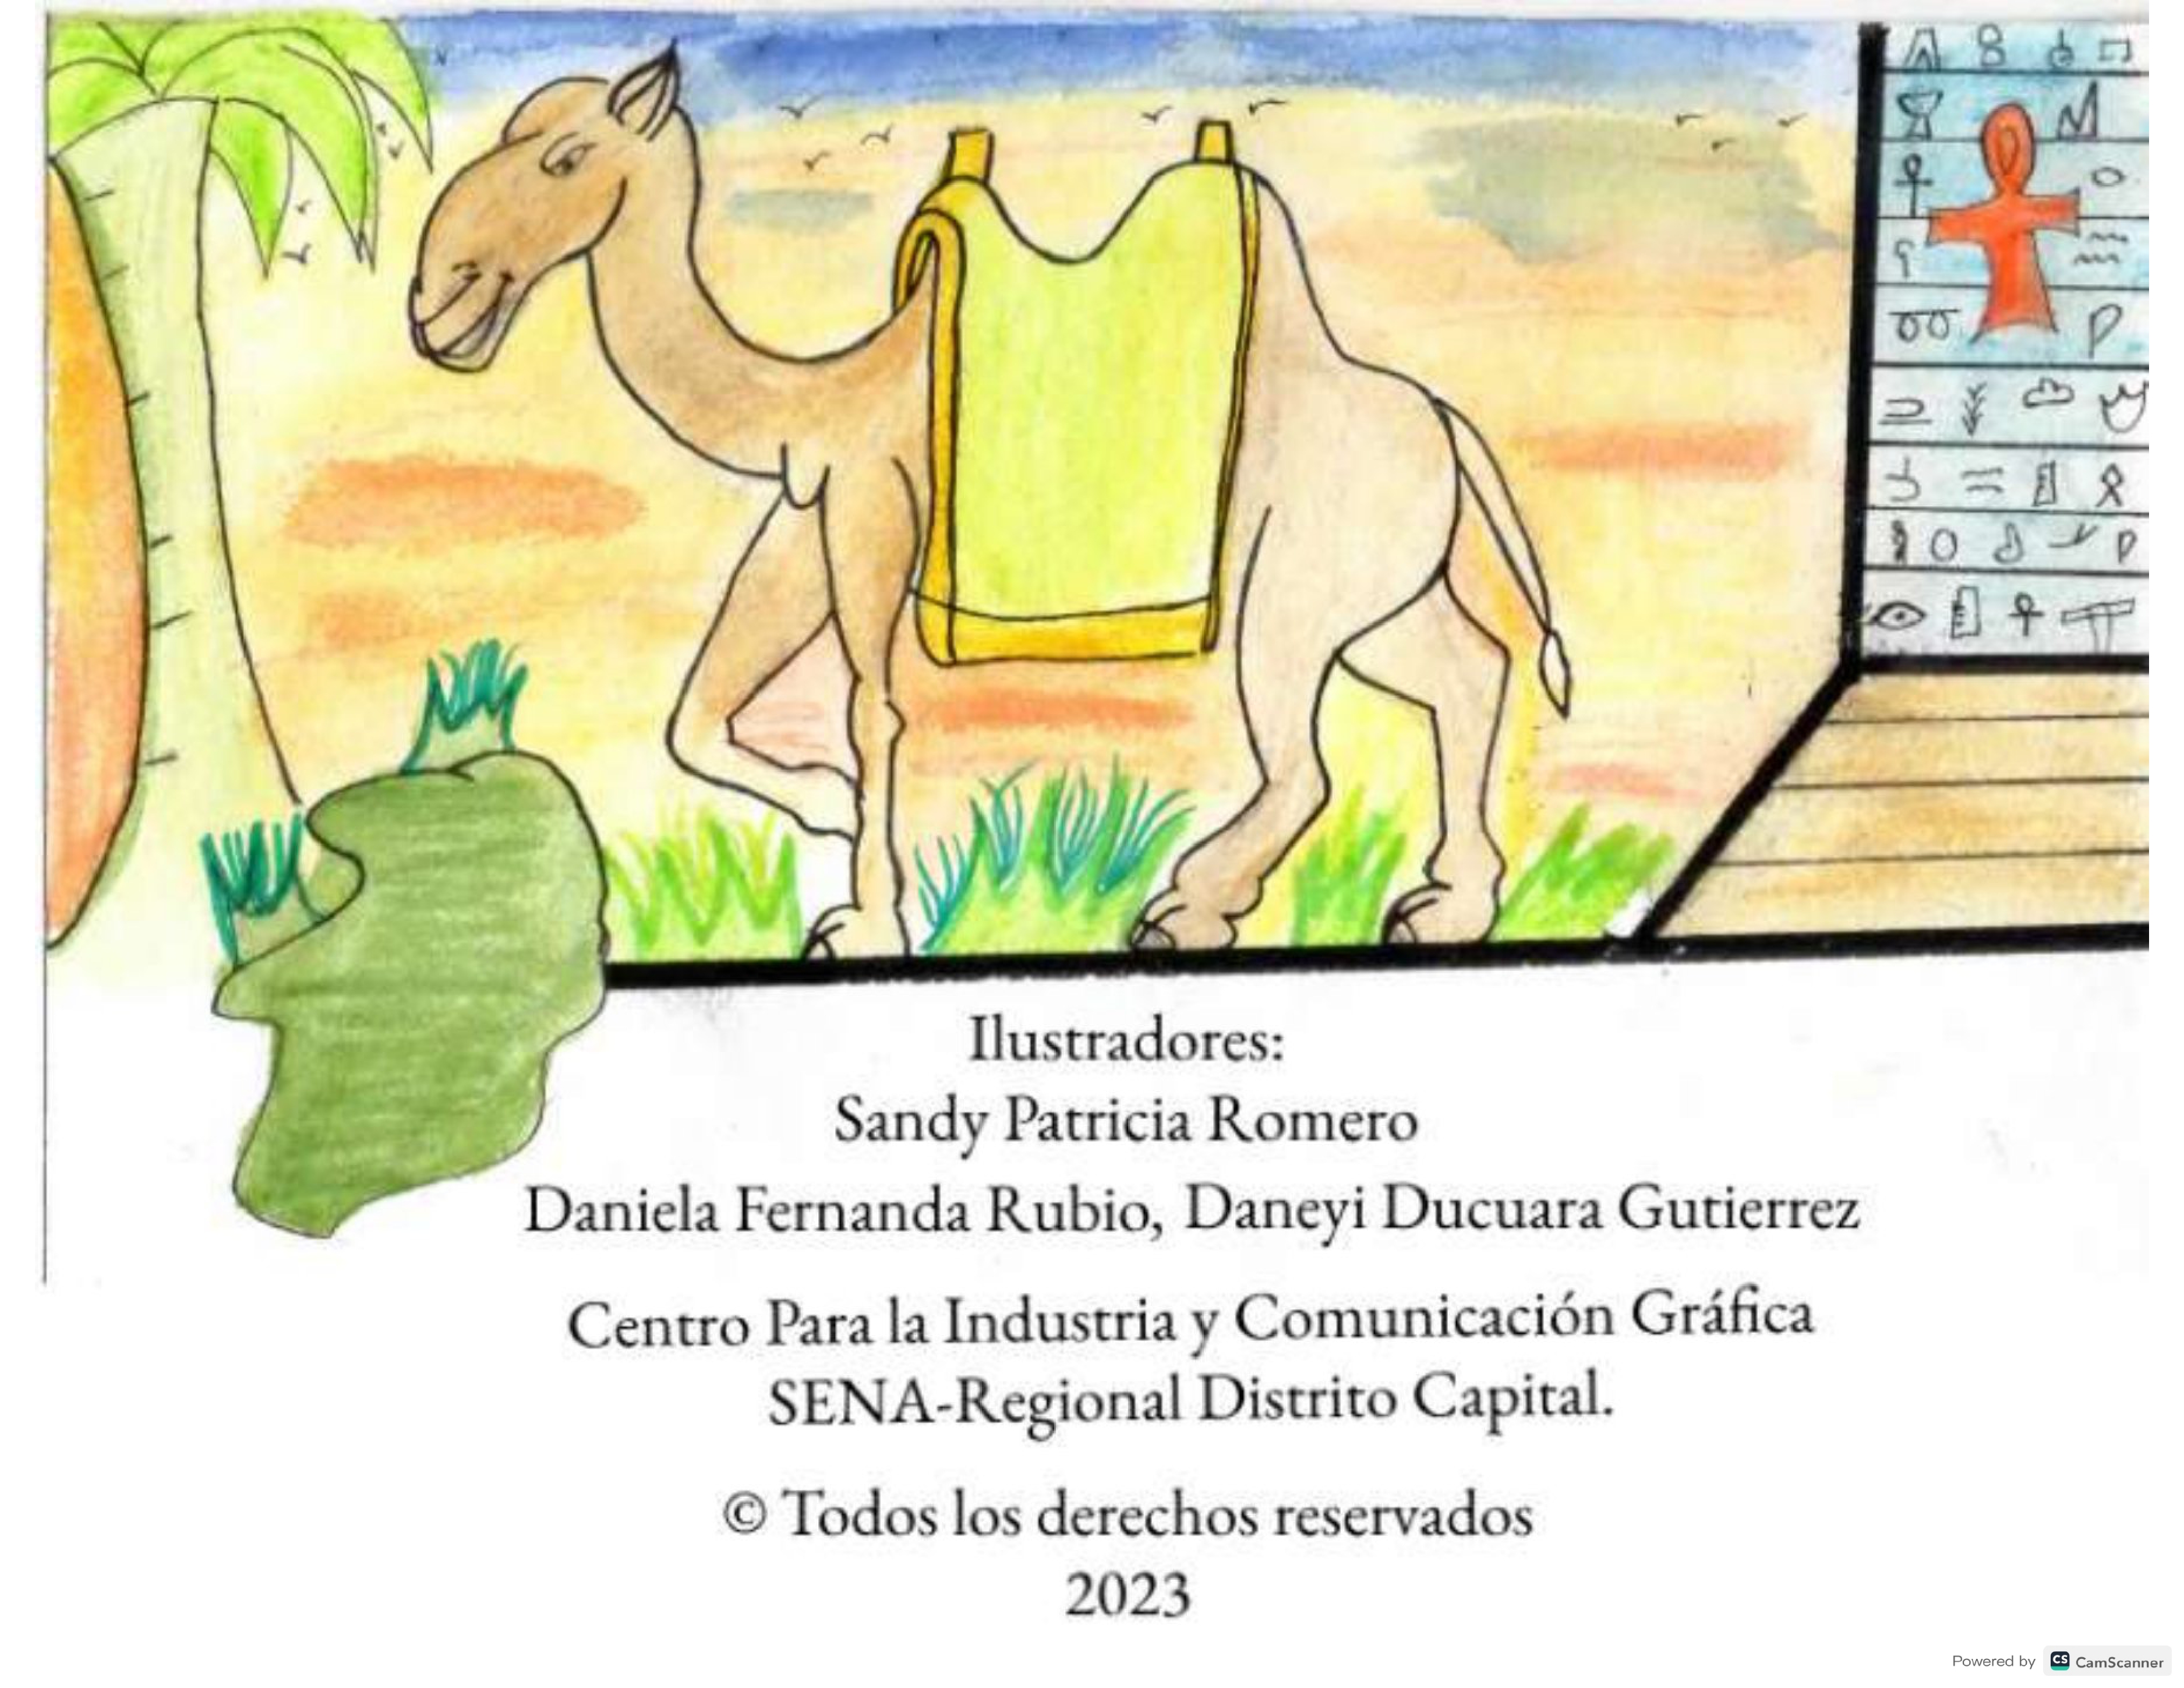 Ilustradores:
Sandy Patricia Romero
Daniela Fernanda Rubio, Daneyi Ducuara Gutierrez
Centro Para la Industria y Comunicación Gráfica
SENA-Regional Distrito Capital.
© Todos los derechos reservados
2023
Powered by CS CamScanner